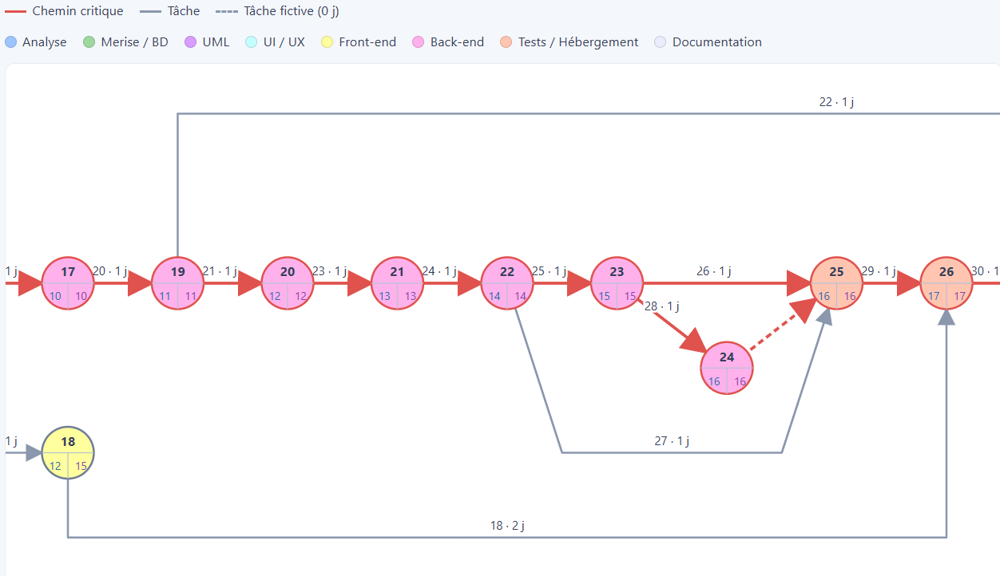 Chemin critique Tâche Tâche fictive (0 j)
Analyse Merise / BD UML UI / UX Front-end Back-end Tests / Hébergement Documentation
22 · 1 j
1 j 20 · 1 j 21 · 1 j 23 · 1 j 24 · 1 j 25 · 1 j 26 · 1 j 29 · 1 j 30 · 1
17 19 20 21 22 23 25 26
10 10 11 11 12 12 13 13 14 14 15 15 16 16 17 17
28 · 1 j
24
16 16
1 j 18 27 · 1 j
12 15
18 · 2 j